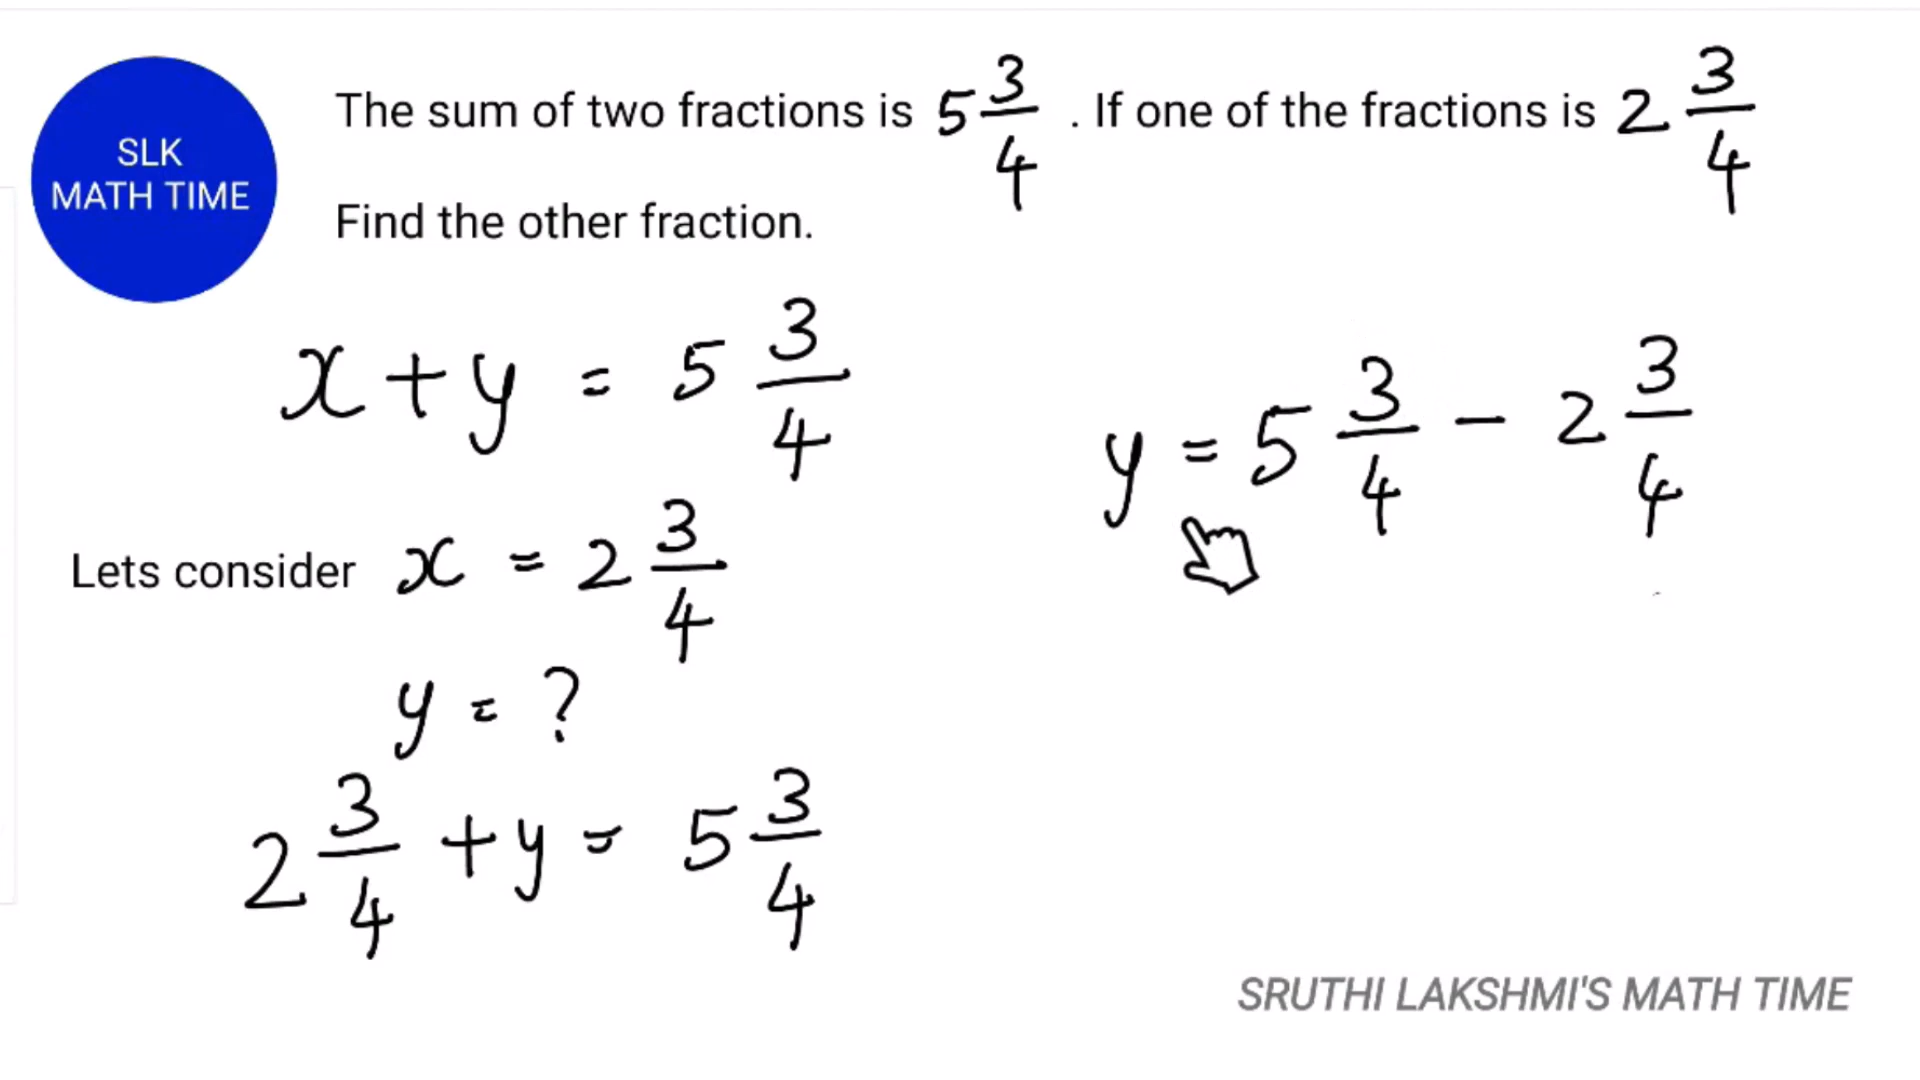 SLK
MATH TIME
The sum of two fractions is 5 3/4 . If one of the fractions is 2 3/4
Find the other fraction.
x + y = 5 3/4
Lets consider x = 2 3/4
y = ?
2 3/4 + y = 5 3/4
y = 5 3/4 - 2 3/4
SRUTHI LAKSHMI'S MATH TIME